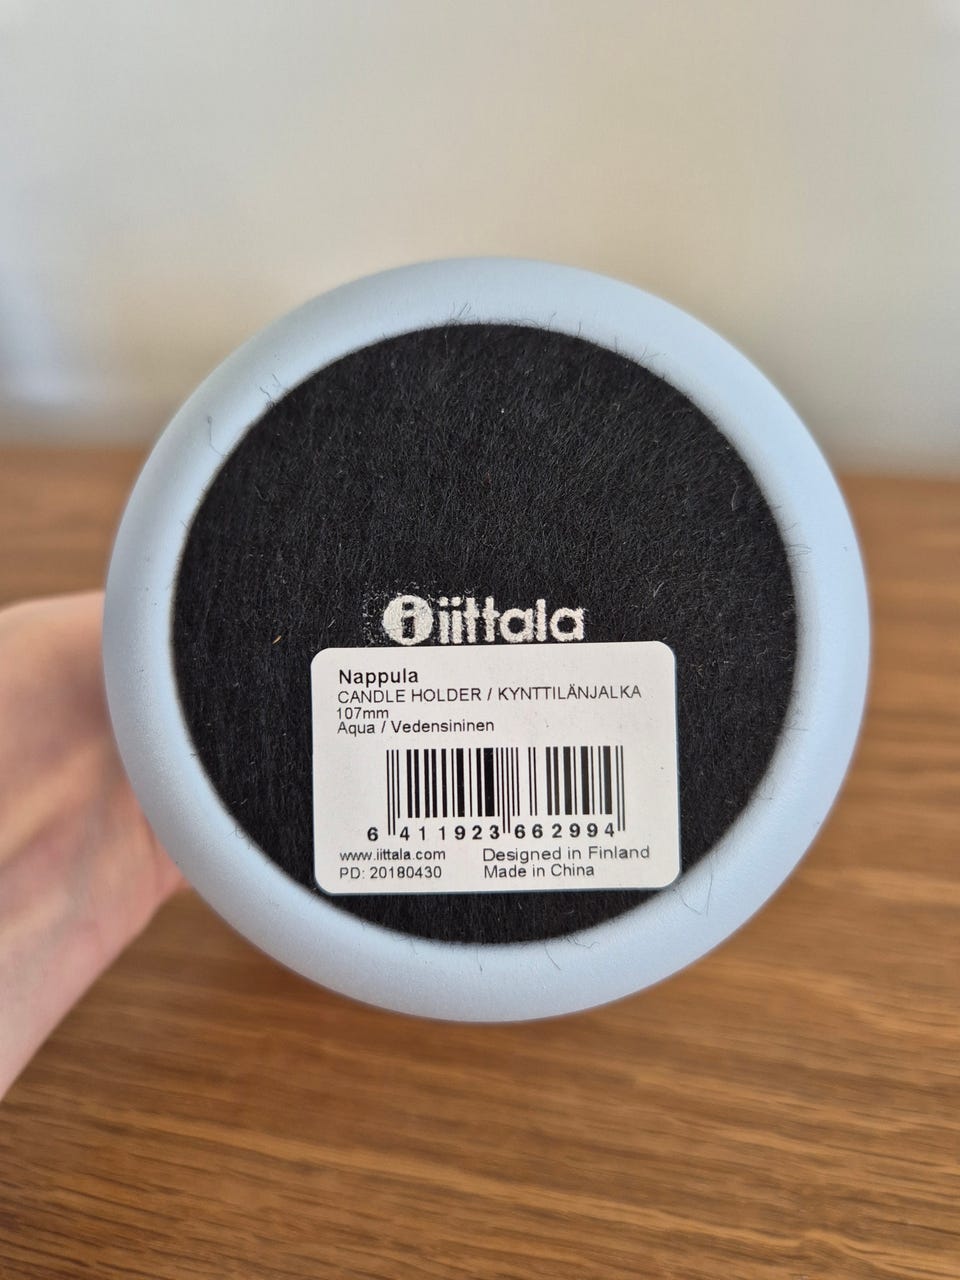 iittala
Nappula
CANDLE HOLDER / KYNTTILÄNJALKA
107mm
Aqua / Vedensininen
6 411923 662994
www.iittala.com Designed in Finland
PD: 20180430 Made in China